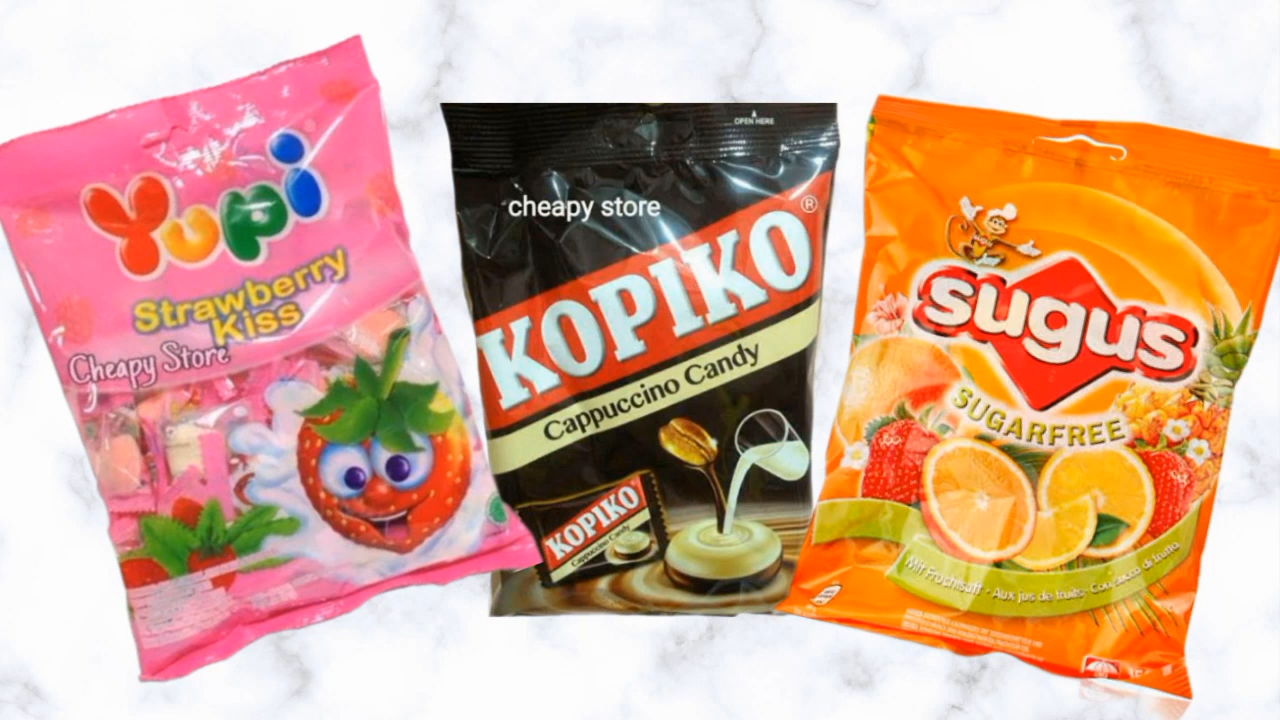 Yupi
Strawberry
Kiss
Cheapy Store
OPEN HERE
cheapy store
KOPIKO®
Cappuccino Candy
KOPIKO
Cappuccino Candy
sugus
SUGARFREE
Mit Fruchtsaft · Aux jus de fruits · Con succo di frutta